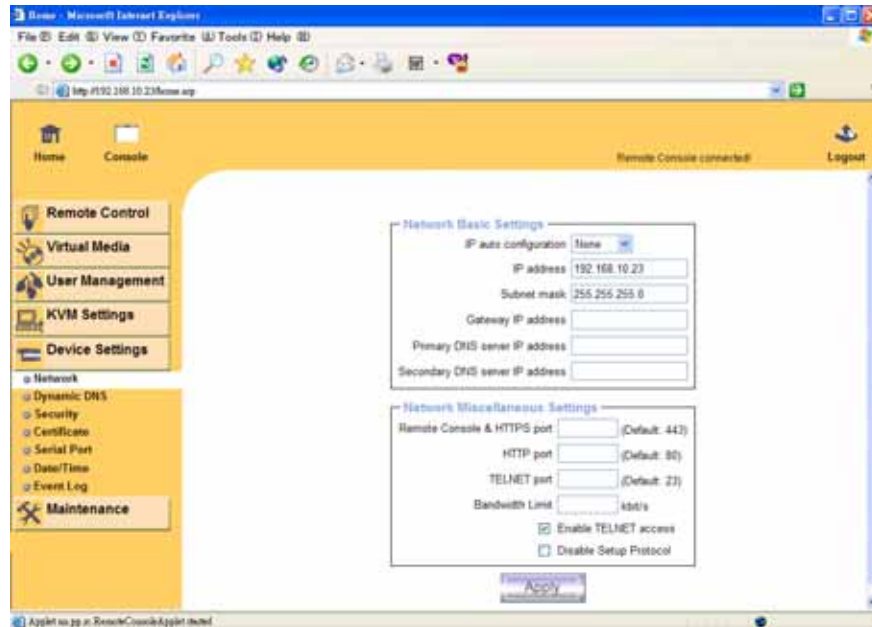 Home - Microsoft Internet Explorer
File Edit View Favorite Tools Help
Home
Console
Remote Console connected!
Logout
Remote Control
Virtual Media
User Management
KVM Settings
Device Settings
Network
Dynamic DNS
Security
Certificate
Serial Port
Date/Time
Event Log
Maintenance
Network Basic Settings
IP auto configuration None
IP address 192.168.10.23
Subnet mask 255.255.255.0
Gateway IP address
Primary DNS server IP address
Secondary DNS server IP address
Network Miscellaneous Settings
Remote Console & HTTPS port (Default: 443)
HTTP port (Default: 80)
TELNET port (Default: 23)
Bandwidth Limit kbit/s
Enable TELNET access
Disable Setup Protocol
Apply